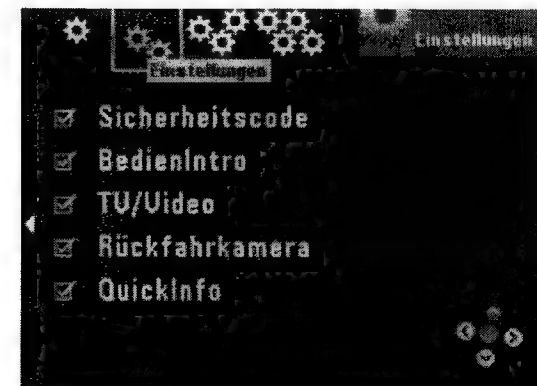 Einstellungen
Einstellungen
Sicherheitscode
BedienIntro
TV/Video
Rückfahrkamera
QuickInfo